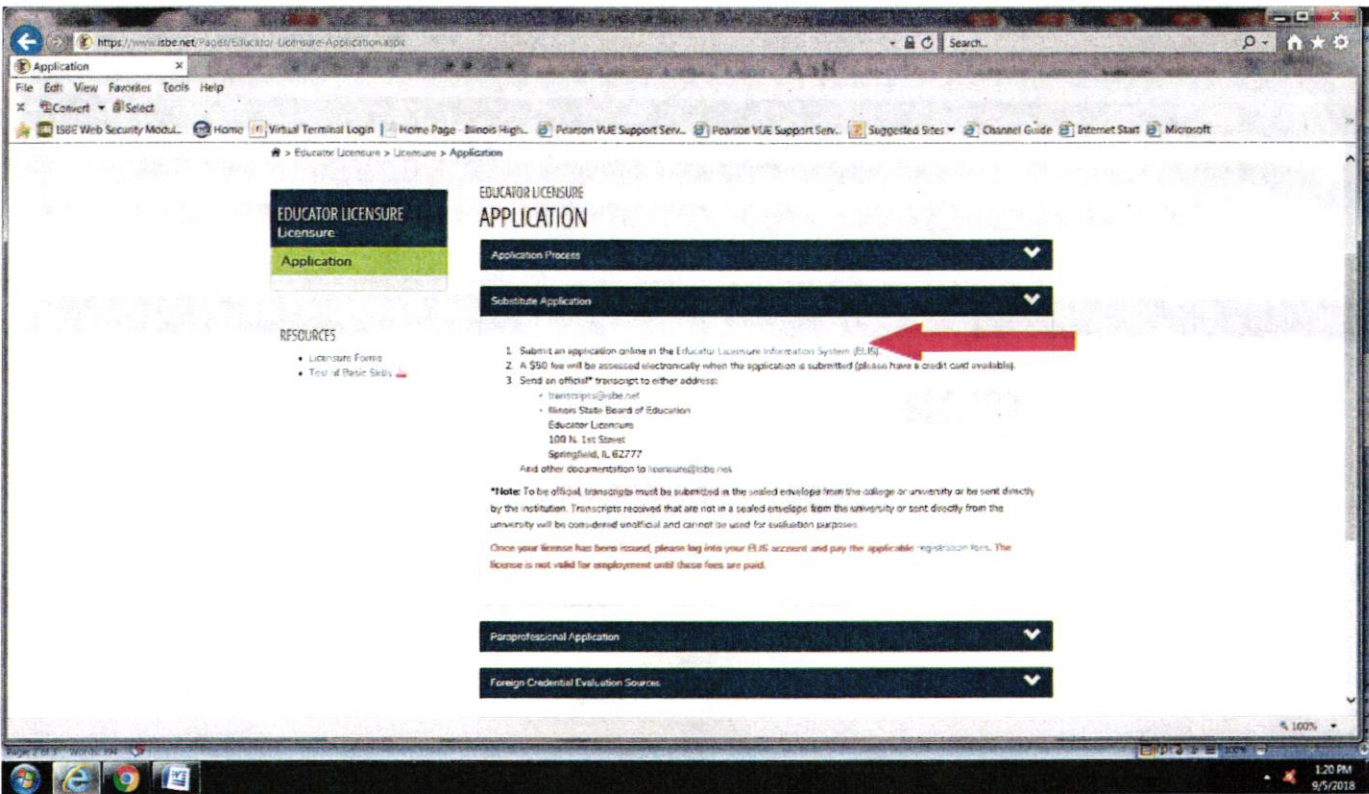 https://www.isbe.net/Pages/Educator-Licensure-Application.aspx
Search...
Application
File Edit View Favorites Tools Help
Convert Select
ISBE Web Security Modul... Home Virtual Terminal Login Home Page - Illinois High... Pearson VUE Support Serv... Pearson VUE Support Serv... Suggested Sites Channel Guide Internet Start Microsoft
> Educator Licensure > Licensure > Application
EDUCATOR LICENSURE
Licensure
Application
RESOURCES
Licensure Forms
Test of Basic Skills
EDUCATOR LICENSURE
APPLICATION
Application Process
Substitute Application
1. Submit an application online in the Educator Licensure Information System (ELIS).
2. A $50 fee will be assessed electronically when the application is submitted (please have a credit card available).
3. Send an official* transcript to either address:
transcripts@isbe.net
Illinois State Board of Education
Educator Licensure
100 N. 1st Street
Springfield, IL 62777
And other documentation to licensure@isbe.net
*Note: To be official, transcripts must be submitted in the sealed envelope from the college or university or be sent directly
by the institution. Transcripts received that are not in a sealed envelope from the university or sent directly from the
university will be considered unofficial and cannot be used for evaluation purposes.
Once your license has been issued, please log into your ELIS account and pay the applicable registration fees. The
license is not valid for employment until these fees are paid.
Paraprofessional Application
Foreign Credential Evaluation Sources
100%
Page: 2 of 3 Words: 394
100%
1:20 PM
9/5/2018